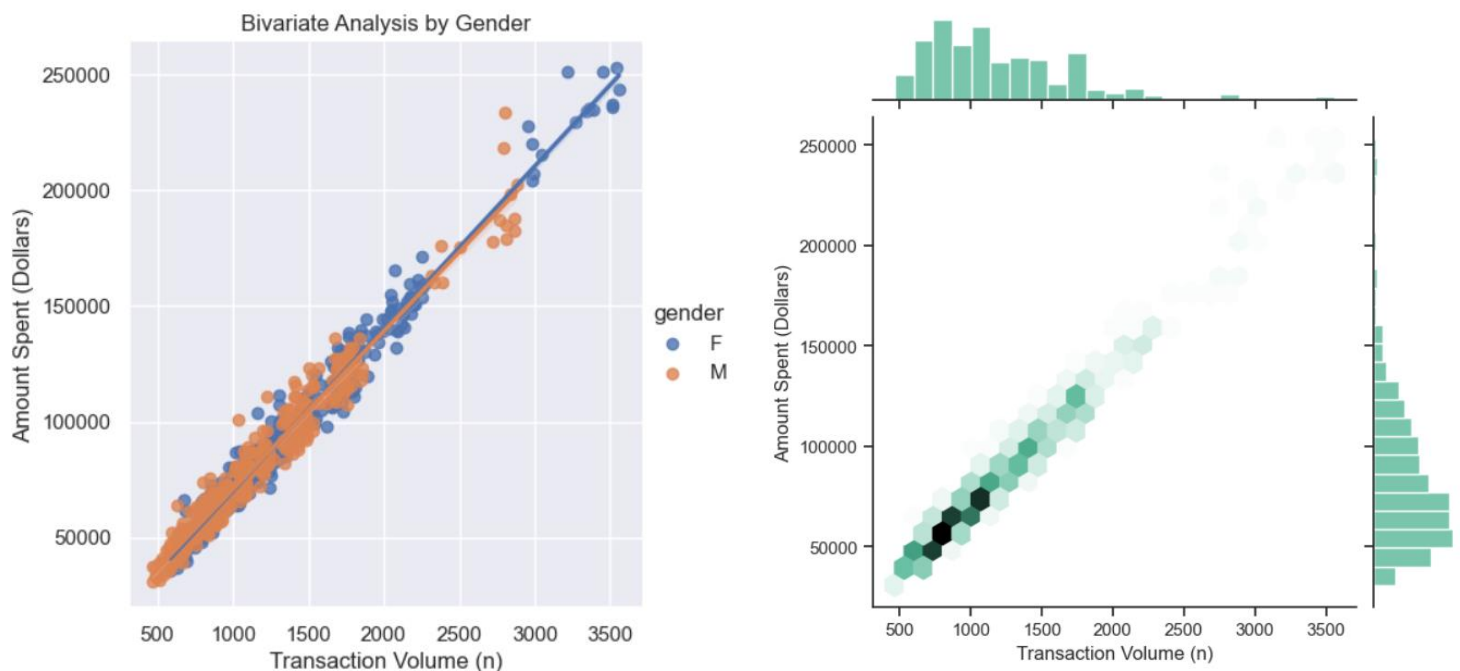 Bivariate Analysis by Gender
250000
200000
150000
100000
50000
Amount Spent (Dollars)
500 1000 1500 2000 2500 3000 3500
Transaction Volume (n)
gender
F
M
250000
200000
150000
100000
50000
Amount Spent (Dollars)
500 1000 1500 2000 2500 3000 3500
Transaction Volume (n)